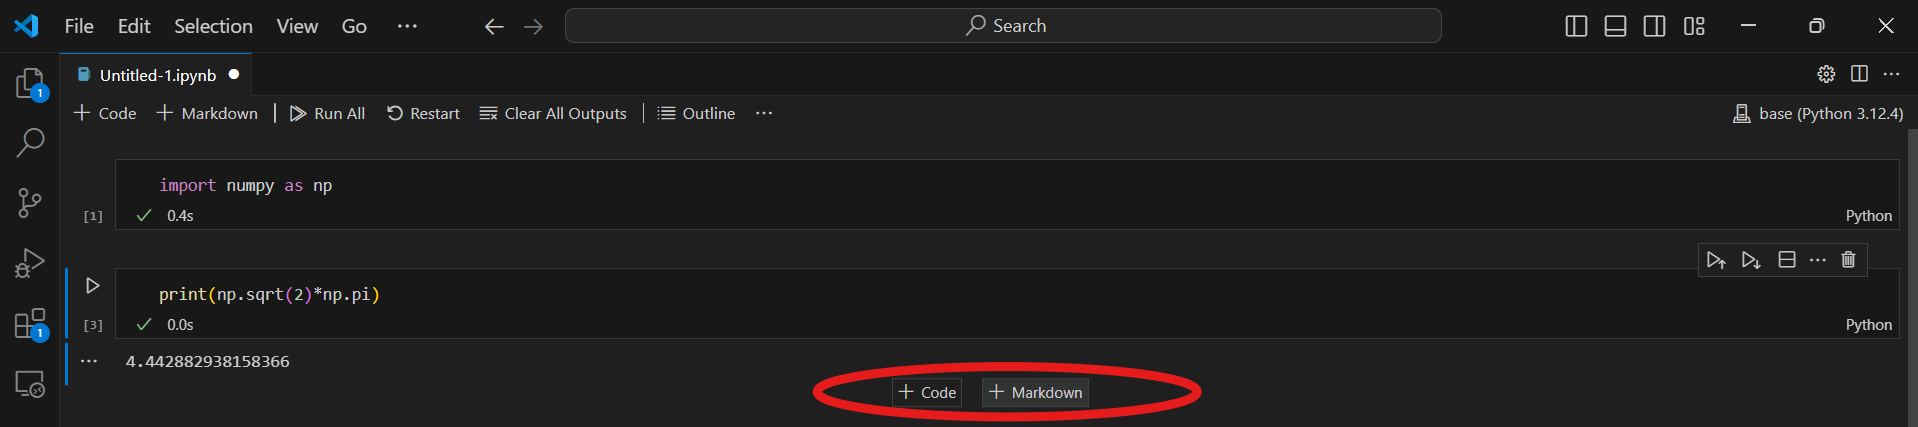 File Edit Selection View Go ··· Search
Untitled-1.ipynb
+ Code + Markdown Run All Restart Clear All Outputs Outline ··· base (Python 3.12.4)
1
import numpy as np
[1] ✓ 0.4s Python
print(np.sqrt(2)*np.pi)
[3] ✓ 0.0s Python
1
··· 4.442882938158366
+ Code + Markdown